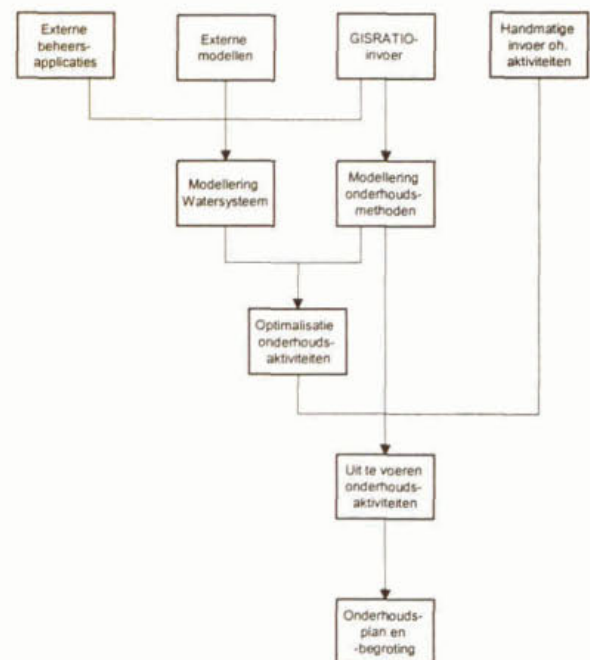 Externe
beheers-
applicaties
Externe
modellen
GISRATIO-
invoer
Handmatige
invoer oh.
aktiviteiten
Modellering
Watersysteem
Modellering
onderhouds-
methoden
Optimalisatie
onderhouds-
aktiviteiten
Uit te voeren
onderhouds-
aktiviteiten
Onderhouds-
plan en
-begroting